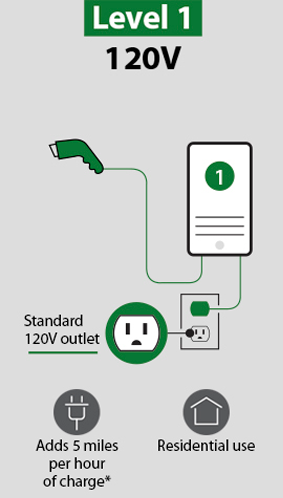 Level 1
120V
1
Standard
120V outlet
Adds 5 miles
per hour
of charge*
Residential use